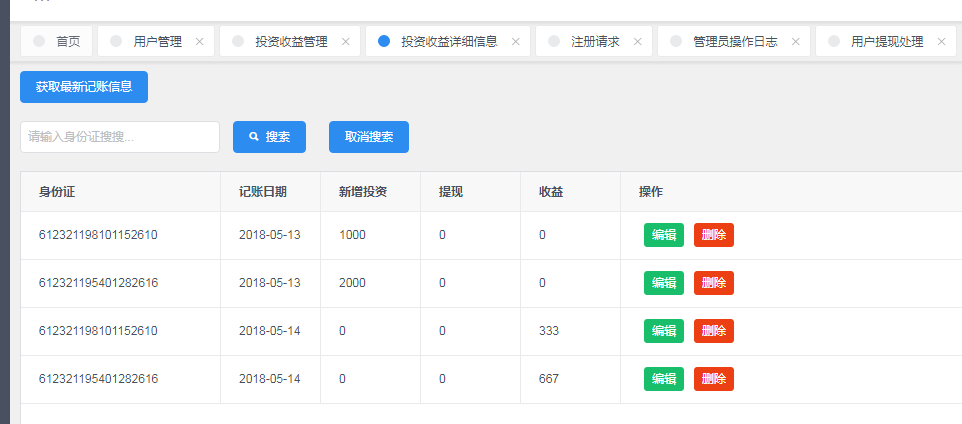 首页 用户管理 投资收益管理 投资收益详细信息 注册请求 管理员操作日志 用户提现处理
获取最新记账信息
请输入身份证搜搜... 搜索 取消搜索
身份证 记账日期 新增投资 提现 收益 操作
612321198101152610 2018-05-13 1000 0 0 编辑 删除
612321195401282616 2018-05-13 2000 0 0 编辑 删除
612321198101152610 2018-05-14 0 0 333 编辑 删除
612321195401282616 2018-05-14 0 0 667 编辑 删除